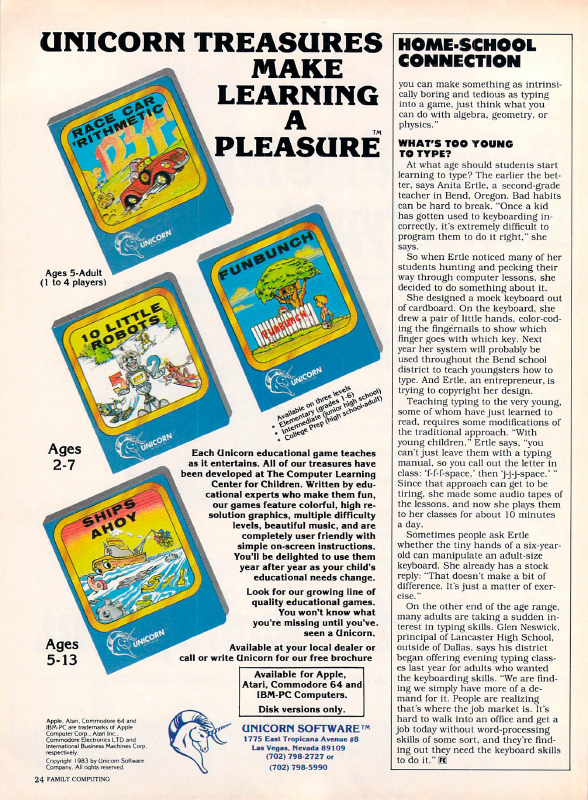 UNICORN TREASURES
MAKE
LEARNING
A
PLEASURE™
RACE CAR
'RITHMETIC
UNICORN
Ages 5-Adult
(1 to 4 players)
FUNBUNCH
FUNBUNCH
UNICORN
Available on three levels
• Elementary (grades 1-6)
• Intermediate (junior high school)
• College Prep (high school-adult)
10 LITTLE
ROBOTS
UNICORN
Ages
2-7
SHIPS
AHOY
UNICORN
Ages
5-13
Each Unicorn educational game teaches
as it entertains. All of our treasures have
been developed at The Computer Learning
Center for Children. Written by edu-
cational experts who make them fun,
our games feature colorful, high re-
solution graphics, multiple difficulty
levels, beautiful music, and are
completely user friendly with
simple on-screen instructions.
You'll be delighted to use them
year after year as your child's
educational needs change.
Look for our growing line of
quality educational games.
You won't know what
you're missing until you've
seen a Unicorn.
Available at your local dealer or
call or write Unicorn for our free brochure
Available for Apple,
Atari, Commodore 64 and
IBM-PC Computers.
Disk versions only.
Apple, Atari, Commodore 64 and
IBM-PC are trademarks of Apple
Computer Corp., Atari Inc.,
Commodore Electronics LTD and
International Business Machines Corp.
respectively.
Copyright 1983 by Unicorn Software
Company. All rights reserved.
UNICORN SOFTWARE™
1775 East Tropicana Avenue #8
Las Vegas, Nevada 89109
(702) 798-2727 or
(702) 798-5990
24 FAMILY COMPUTING
HOME-SCHOOL
CONNECTION
you can make something as intrinsi-
cally boring and tedious as typing
into a game, just think what you
can do with algebra, geometry, or
physics."
WHAT'S TOO YOUNG
TO TYPE?
At what age should students start
learning to type? The earlier the bet-
ter, says Anita Ertle, a second-grade
teacher in Bend, Oregon. Bad habits
can be hard to break. "Once a kid
has gotten used to keyboarding in-
correctly, it's extremely difficult to
program them to do it right," she
says.
So when Ertle noticed many of her
students hunting and pecking their
way through computer lessons, she
decided to do something about it.
She designed a mock keyboard out
of cardboard. On the keyboard, she
drew a pair of little hands, color-cod-
ing the fingernails to show which
finger goes with which key. Next
year her system will probably be
used throughout the Bend school
district to teach youngsters how to
type. And Ertle, an entrepreneur, is
trying to copyright her design.
Teaching typing to the very young,
some of whom have just learned to
read, requires some modifications of
the traditional approach. "With
young children," Ertle says, "you
can't just leave them with a typing
manual, so you call out the letter in
class: 'f-f-f-space,' then 'j-j-j-space.' "
Since that approach can get to be
tiring, she made some audio tapes of
the lessons, and now she plays them
to her classes for about 10 minutes
a day.
Sometimes people ask Ertle
whether the tiny hands of a six-year-
old can manipulate an adult-size
keyboard. She already has a stock
reply: "That doesn't make a bit of
difference. It's just a matter of exer-
cise."
On the other end of the age range,
many adults are taking a sudden in-
terest in typing skills. Glen Neswick,
principal of Lancaster High School,
outside of Dallas, says his district
began offering evening typing class-
es last year for adults who wanted
the keyboarding skills. "We are find-
ing we simply have more of a de-
mand for it. People are realizing
that's where the job market is. It's
hard to walk into an office and get a
job today without word-processing
skills of some sort, and they're find-
ing out they need the keyboard skills
to do it." FC